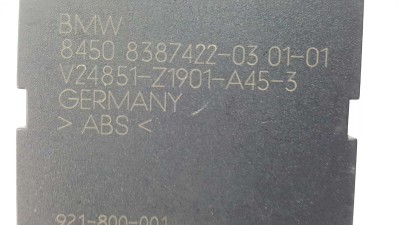 BMW
8450 8387422-03 01-01
V24851-Z1901-A45-3
GERMANY
> ABS <
921-800-001